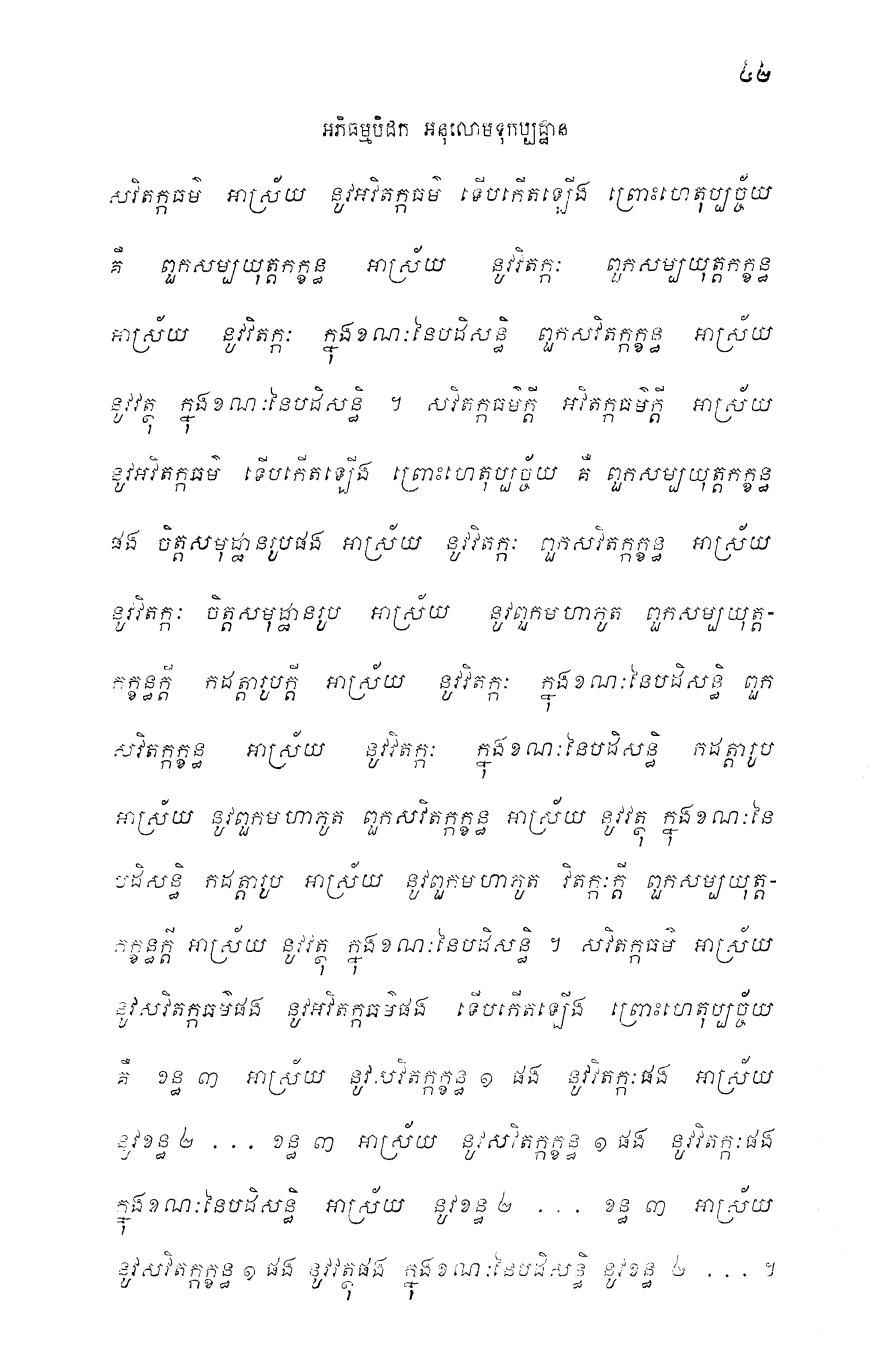 ៤២
អភិធម្មបិដក អនុលោមទុកប្បដ្ឋាន
សវិតក្កធម៌ អាស្រ័យ នូវអវិតក្កធម៌ ទើបកើតឡើង ព្រោះហេតុប្បច្ច័យ
គឺ ពួកសម្បយុត្តកក្ខន្ធ អាស្រ័យ នូវវិតក្កៈ ពួកសម្បយុត្តកក្ខន្ធ
អាស្រ័យ នូវវិតក្កៈ ក្នុងខណៈនៃបដិសន្ធិ ពួកសវិតក្កក្ខន្ធ អាស្រ័យ
នូវវត្ថុ ក្នុងខណៈនៃបដិសន្ធិ ។ សវិតក្កធម៌ក្តី អវិតក្កធម៌ក្តី អាស្រ័យ
នូវអវិតក្កធម៌ ទើបកើតឡើង ព្រោះហេតុប្បច្ច័យ គឺ ពួកសម្បយុត្តកក្ខន្ធ
ផង ចិត្តសមុដ្ឋានរូបផង អាស្រ័យ នូវវិតក្កៈ ពួកសវិតក្កក្ខន្ធ អាស្រ័យ
នូវវិតក្កៈ ចិត្តសមុដ្ឋានរូប អាស្រ័យ នូវពួកមហាភូត ពួកសម្បយុត្ត-
កក្ខន្ធក្តី កដត្តារូបក្តី អាស្រ័យ នូវវិតក្កៈ ក្នុងខណៈនៃបដិសន្ធិ ពួក
សវិតក្កក្ខន្ធ អាស្រ័យ នូវវិតក្កៈ ក្នុងខណៈនៃបដិសន្ធិ កដត្តារូប
អាស្រ័យ នូវពួកមហាភូត ពួកសវិតក្កក្ខន្ធ អាស្រ័យ នូវវត្ថុ ក្នុងខណៈនៃ
បដិសន្ធិ កដត្តារូប អាស្រ័យ នូវពួកមហាភូត វិតក្កៈក្តី ពួកសម្បយុត្ត-
កក្ខន្ធក្តី អាស្រ័យ នូវវត្ថុ ក្នុងខណៈនៃបដិសន្ធិ ។ សវិតក្កធម៌ អាស្រ័យ
នូវសវិតក្កធម៌ផង នូវអវិតក្កធម៌ផង ទើបកើតឡើង ព្រោះហេតុប្បច្ច័យ
គឺ ខន្ធ ៣ អាស្រ័យ នូវសវិតក្កក្ខន្ធ ១ ផង នូវវិតក្កៈផង អាស្រ័យ
នូវខន្ធ ២ ... ខន្ធ ៣ អាស្រ័យ នូវសវិតក្កក្ខន្ធ ១ ផង នូវវិតក្កៈផង
ក្នុងខណៈនៃបដិសន្ធិ អាស្រ័យ នូវខន្ធ ២ ... ខន្ធ ៣ អាស្រ័យ
នូវសវិតក្កក្ខន្ធ ១ ផង នូវវត្ថុផង ក្នុងខណៈនៃបដិសន្ធិ នូវខន្ធ ២ ... ។